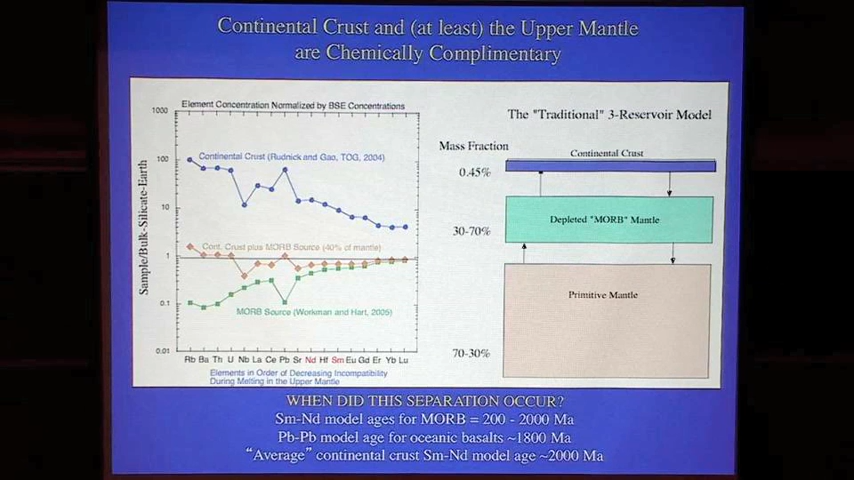 Continental Crust and (at least) the Upper Mantle
are Chemically Complimentary
Element Concentration Normalized by BSE Concentrations
Sample/Bulk-Silicate-Earth
1000
100
10
1
0.1
0.01
Continental Crust (Rudnick and Gao, TOG, 2004)
Cont. Crust plus MORB Source (40% of mantle)
MORB Source (Workman and Hart, 2005)
Rb Ba Th U Nb La Ce Pb Sr Nd Hf Sm Eu Gd Er Yb Lu
Elements in Order of Decreasing Incompatibility
During Melting in the Upper Mantle
The "Traditional" 3-Reservoir Model
Mass Fraction
Continental Crust
0.45%
Depleted "MORB" Mantle
30-70%
Primitive Mantle
70-30%
WHEN DID THIS SEPARATION OCCUR?
Sm-Nd model ages for MORB = 200 - 2000 Ma
Pb-Pb model age for oceanic basalts ~1800 Ma
“Average” continental crust Sm-Nd model age ~2000 Ma